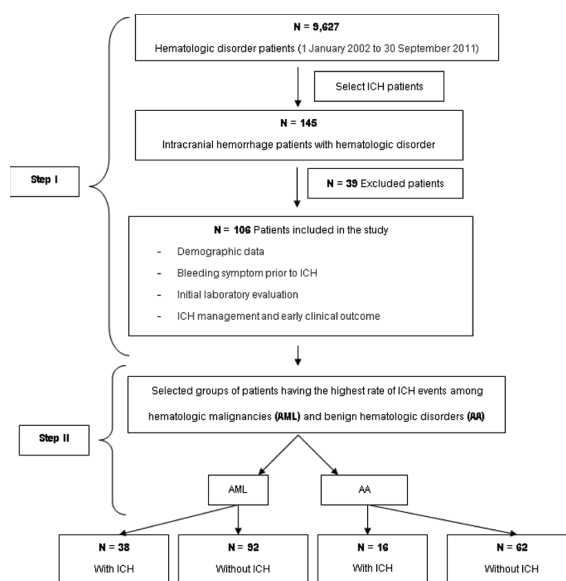 N = 9,627
Hematologic disorder patients (1 January 2002 to 30 September 2011)
Select ICH patients
N = 145
Intracranial hemorrhage patients with hematologic disorder
Step I
N = 39 Excluded patients
N = 106 Patients included in the study
- Demographic data
- Bleeding symptom prior to ICH
- Initial laboratory evaluation
- ICH management and early clinical outcome
Selected groups of patients having the highest rate of ICH events among
hematologic malignancies (AML) and benign hematologic disorders (AA)
Step II
AML
AA
N = 38
With ICH
N = 92
Without ICH
N = 16
With ICH
N = 62
Without ICH